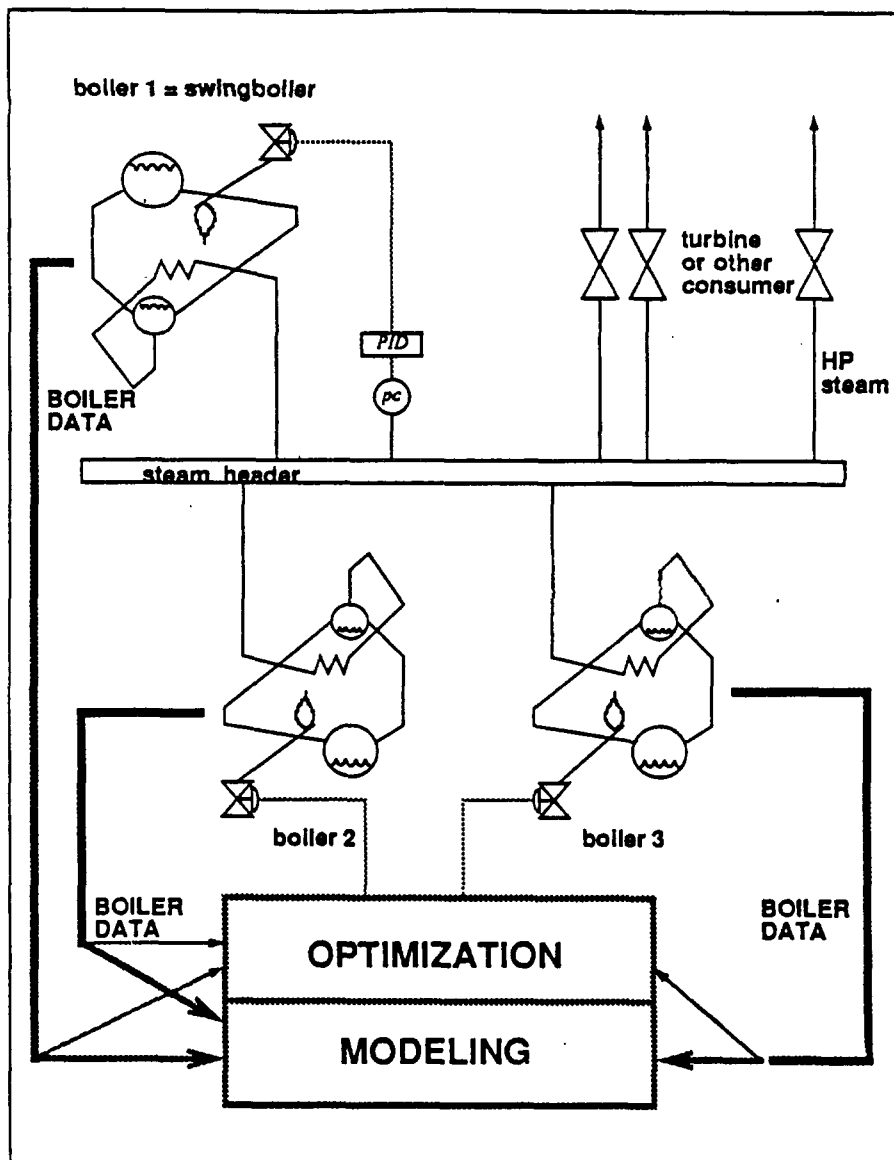 boiler 1 = swingboiler
turbine
or other
consumer
PID
HP
steam
pc
BOILER
DATA
steam header
boiler 2
boiler 3
BOILER
DATA
BOILER
DATA
OPTIMIZATION
MODELING